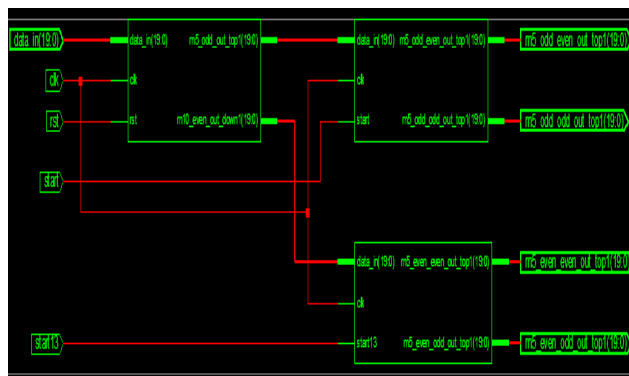 data_in(19:0)
clk
rst
start
start13
data_in(19:0) m5_odd_out_top1(19:0)
clk
rst m10_even_out_down1(19:0)
data_in(19:0) m5_odd_even_out_top1(19:0)
clk
start m5_odd_odd_out_top1(19:0)
data_in(19:0) m5_even_even_out_top1(19:0)
clk
start13 m5_even_odd_out_top1(19:0)
m5_odd_even_out_top1(19:0)
m5_odd_odd_out_top1(19:0)
m5_even_even_out_top1(19:0)
m5_even_odd_out_top1(19:0)